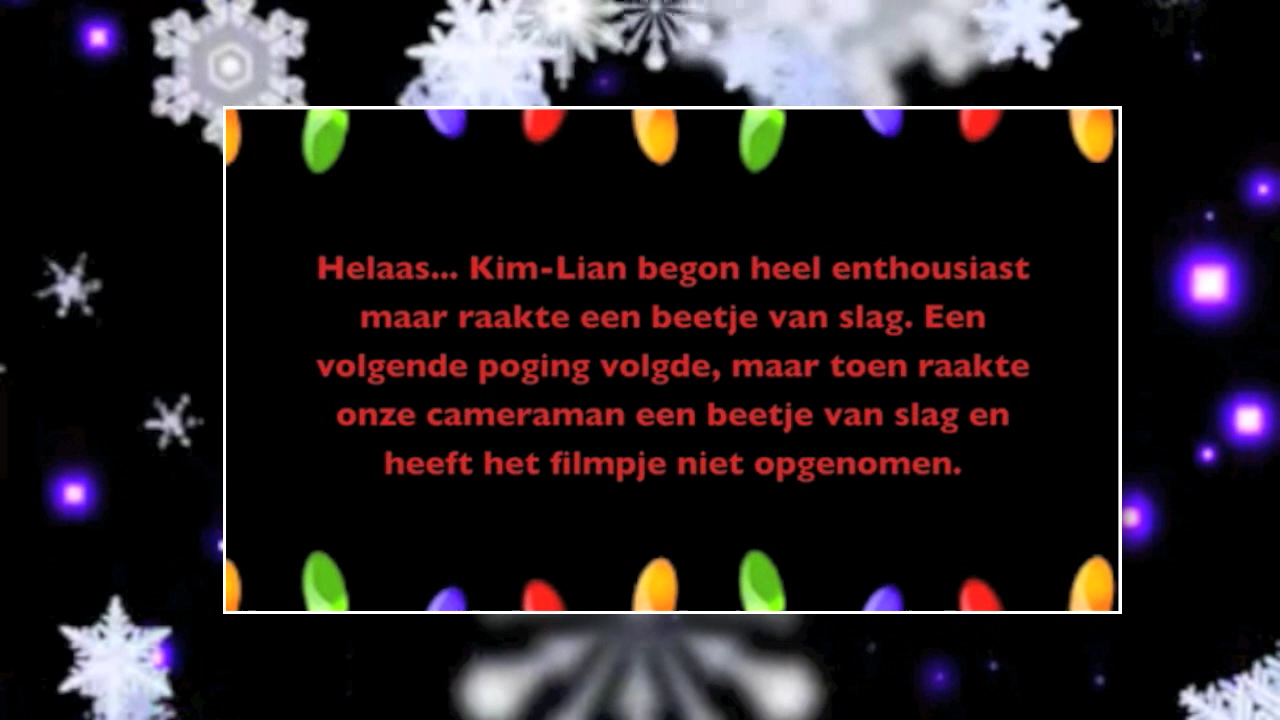 Helaas... Kim-Lian begon heel enthousiast
maar raakte een beetje van slag. Een
volgende poging volgde, maar toen raakte
onze cameraman een beetje van slag en
heeft het filmpje niet opgenomen.